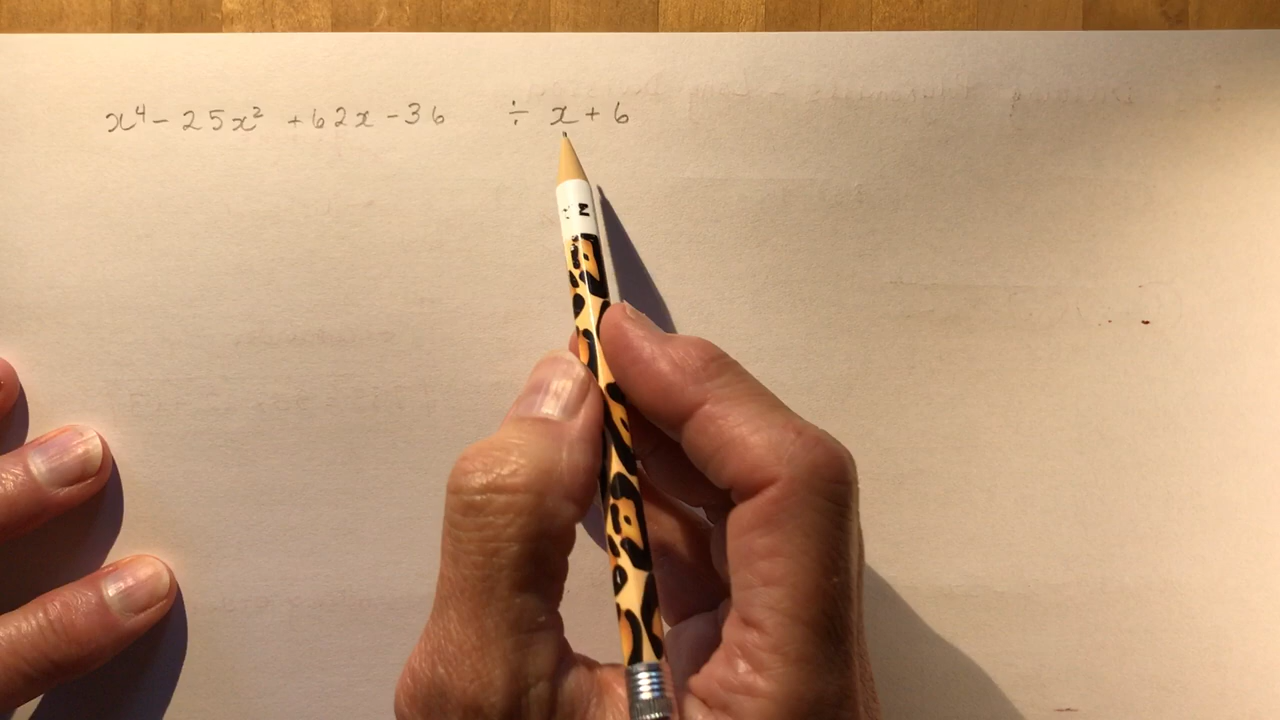 x⁴ - 25x² + 62x - 36 ÷ x + 6